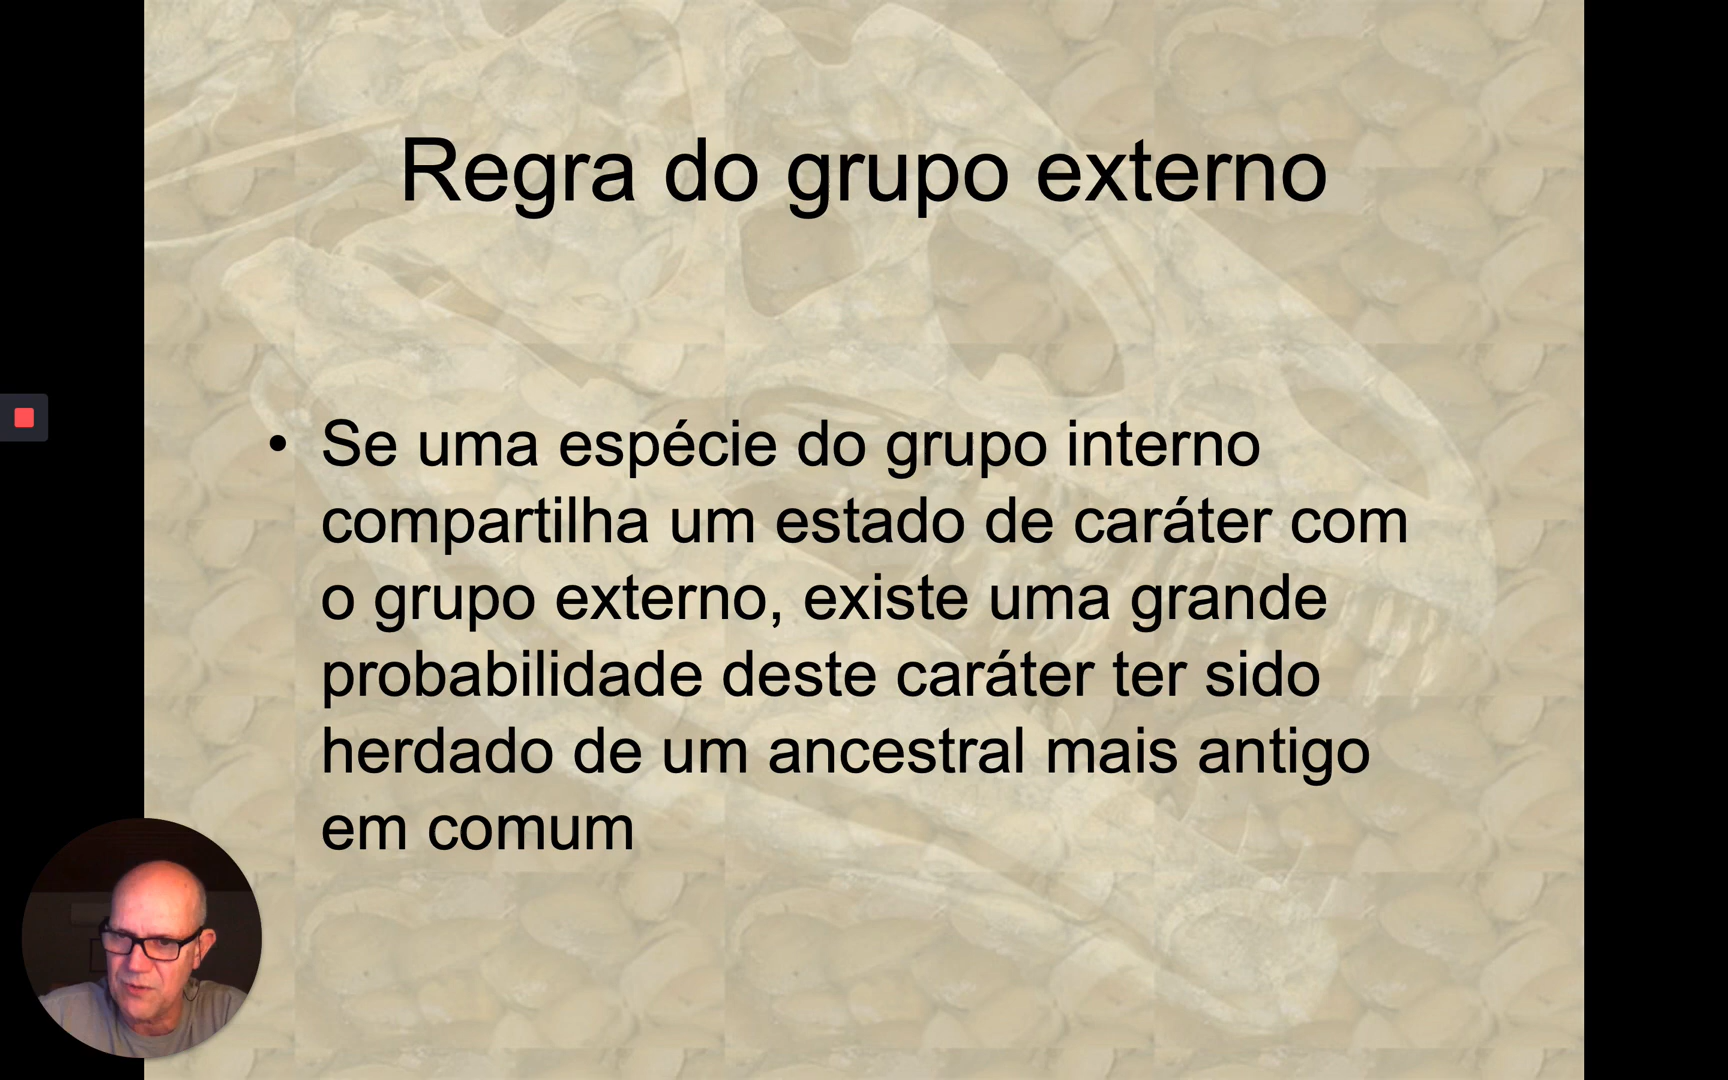 Regra do grupo externo
• Se uma espécie do grupo interno
compartilha um estado de caráter com
o grupo externo, existe uma grande
probabilidade deste caráter ter sido
herdado de um ancestral mais antigo
em comum